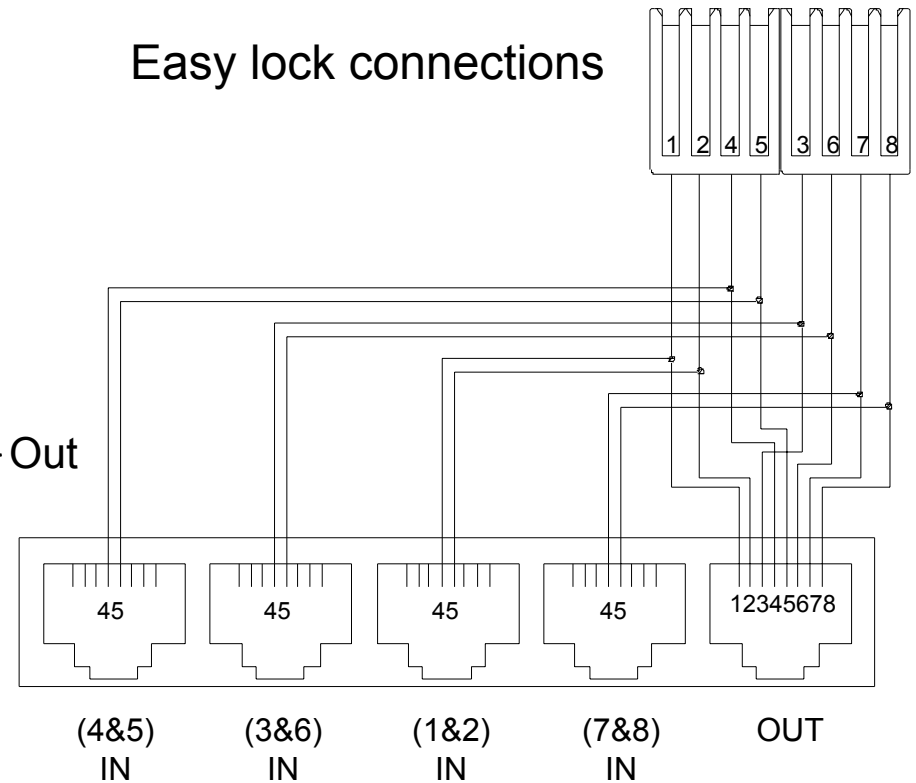 Easy lock connections
1 2 4 5 3 6 7 8
-Out
45 45 45 45 12345678
(4&5) (3&6) (1&2) (7&8) OUT
IN IN IN IN